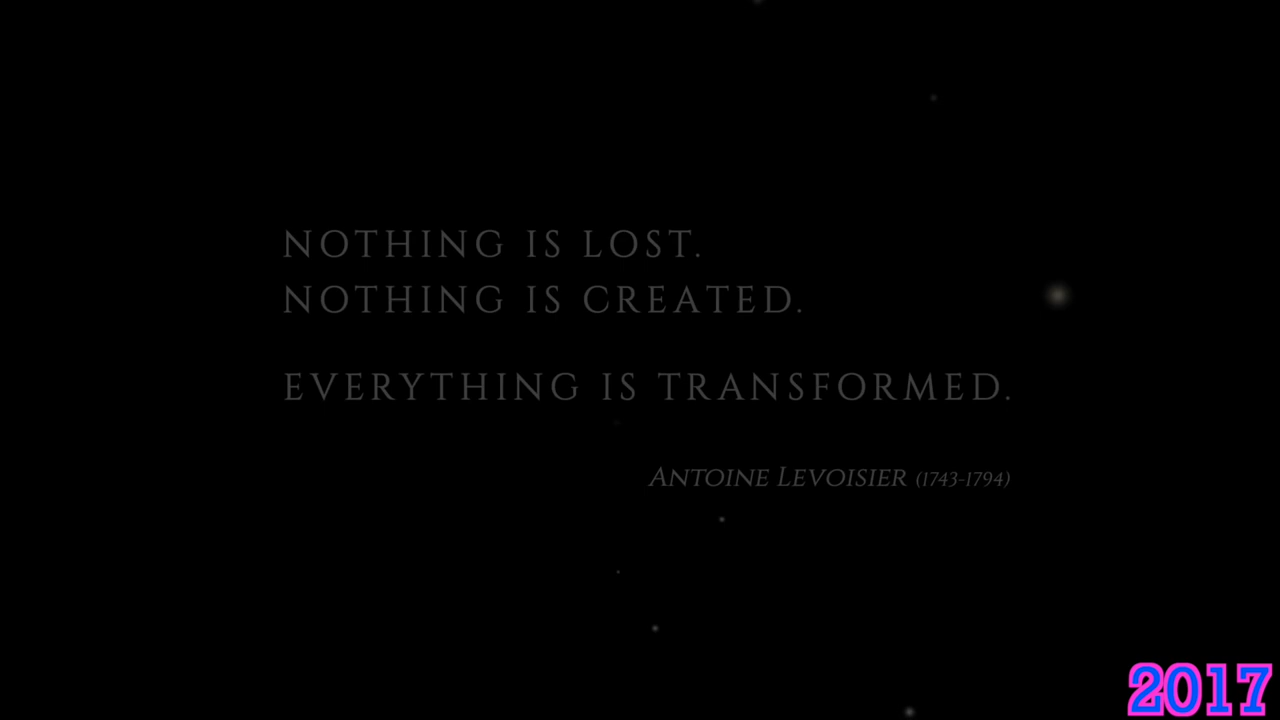 NOTHING IS LOST.
NOTHING IS CREATED.
EVERYTHING IS TRANSFORMED.
ANTOINE LEVOISIER (1743-1794)
2017